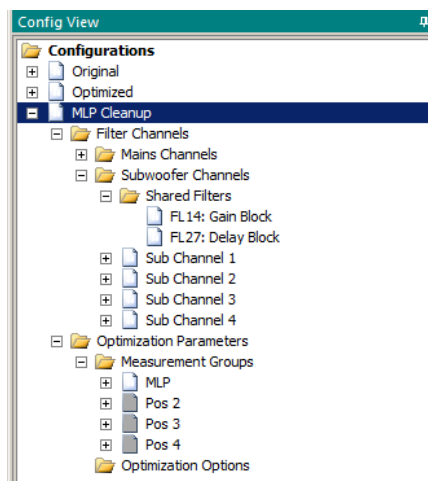 Config View
Configurations
Original
Optimized
MLP Cleanup
Filter Channels
Mains Channels
Subwoofer Channels
Shared Filters
FL14: Gain Block
FL27: Delay Block
Sub Channel 1
Sub Channel 2
Sub Channel 3
Sub Channel 4
Optimization Parameters
Measurement Groups
MLP
Pos 2
Pos 3
Pos 4
Optimization Options